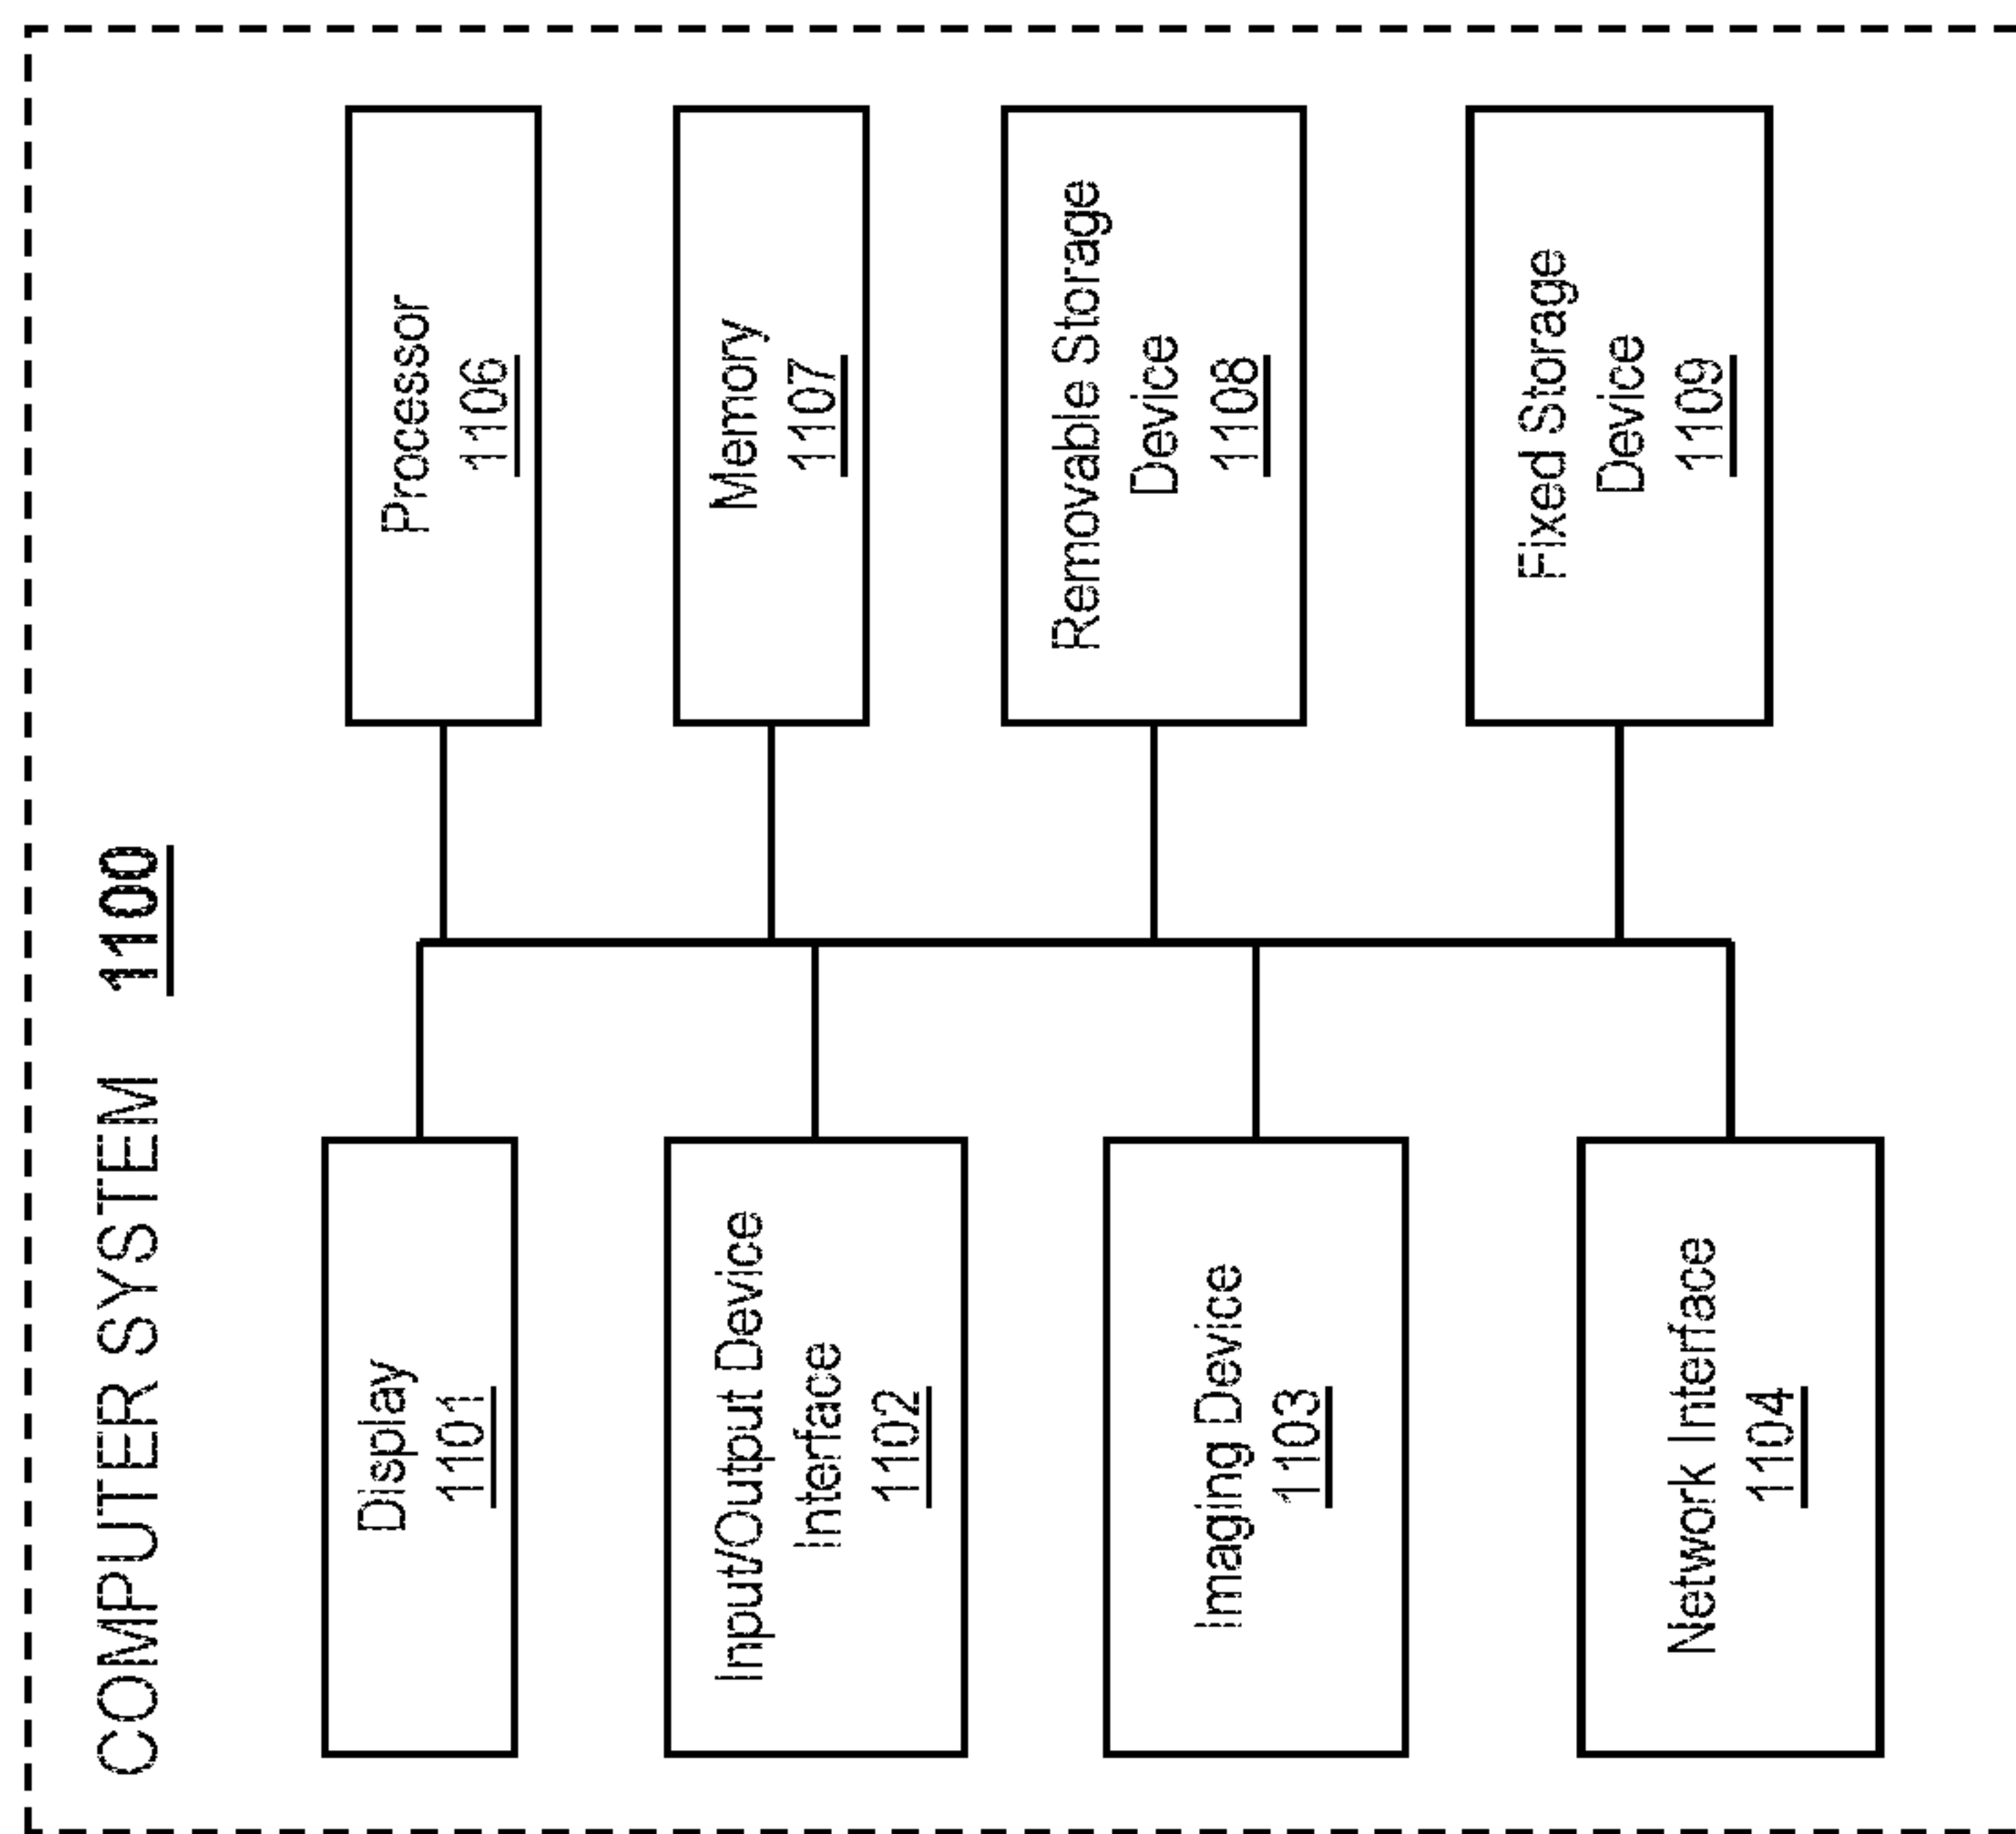 COMPUTER SYSTEM 1100
Display
1101
Input/Output Device
Interface
1102
Imaging Device
1103
Network Interface
1104
Processor
1106
Memory
1107
Removable Storage
Device
1108
Fixed Storage
Device
1109